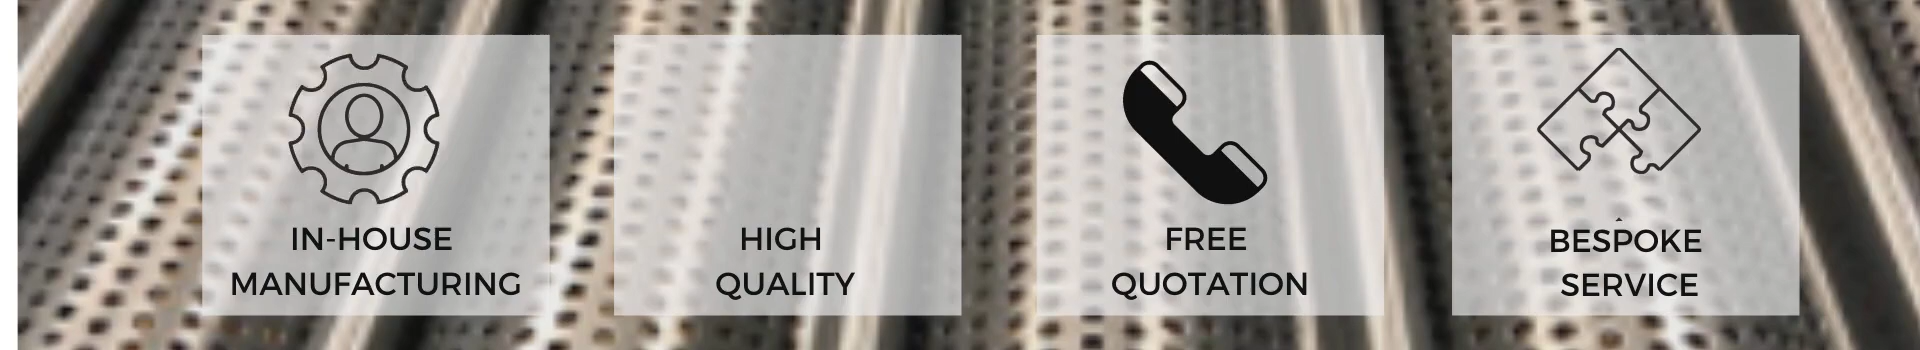 IN-HOUSE
MANUFACTURING
HIGH
QUALITY
FREE
QUOTATION
BESPOKE
SERVICE